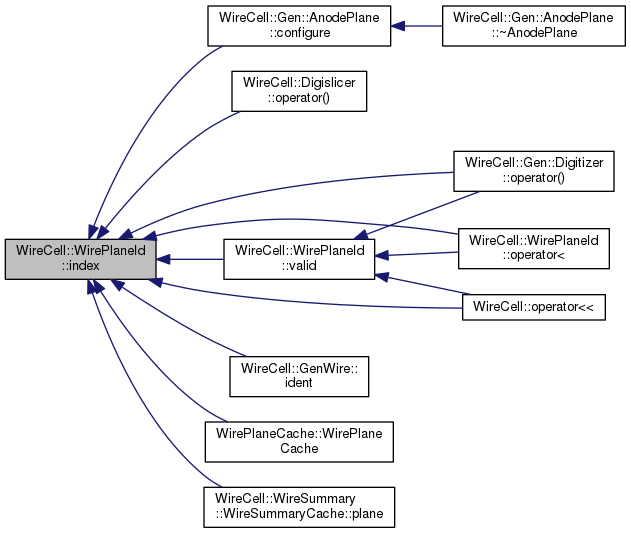 WireCell::Gen::AnodePlane
::configure
WireCell::Gen::AnodePlane
::~AnodePlane
WireCell::Digislicer
::operator()
WireCell::Gen::Digitizer
::operator()
WireCell::WirePlaneId
::index
WireCell::WirePlaneId
::valid
WireCell::WirePlaneId
::operator<
WireCell::operator<<
WireCell::GenWire::
ident
WirePlaneCache::WirePlane
Cache
WireCell::WireSummary
::WireSummaryCache::plane